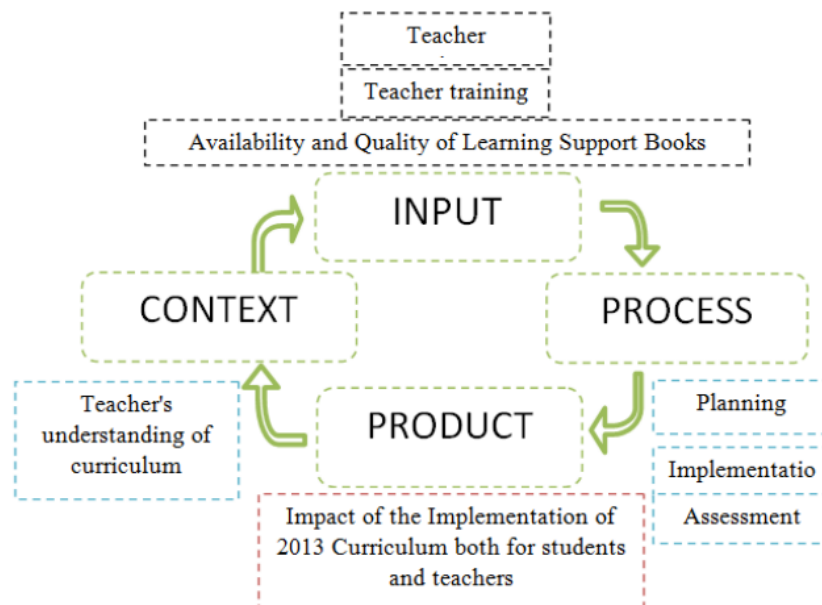 Teacher
Teacher training
Availability and Quality of Learning Support Books
INPUT
CONTEXT
PROCESS
PRODUCT
Teacher's
understanding of
curriculum
Planning
Implementatio
Assessment
Impact of the Implementation of
2013 Curriculum both for students
and teachers